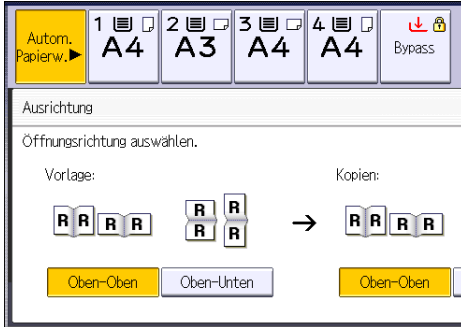 Autom.
Papierw.►
1 A4
2 A3
3 A4
4 A4
Bypass
Ausrichtung
Öffnungsrichtung auswählen.
Vorlage:
Kopien:
R R R R
R R
R R
R R R R
Oben-Oben
Oben-Unten
Oben-Oben